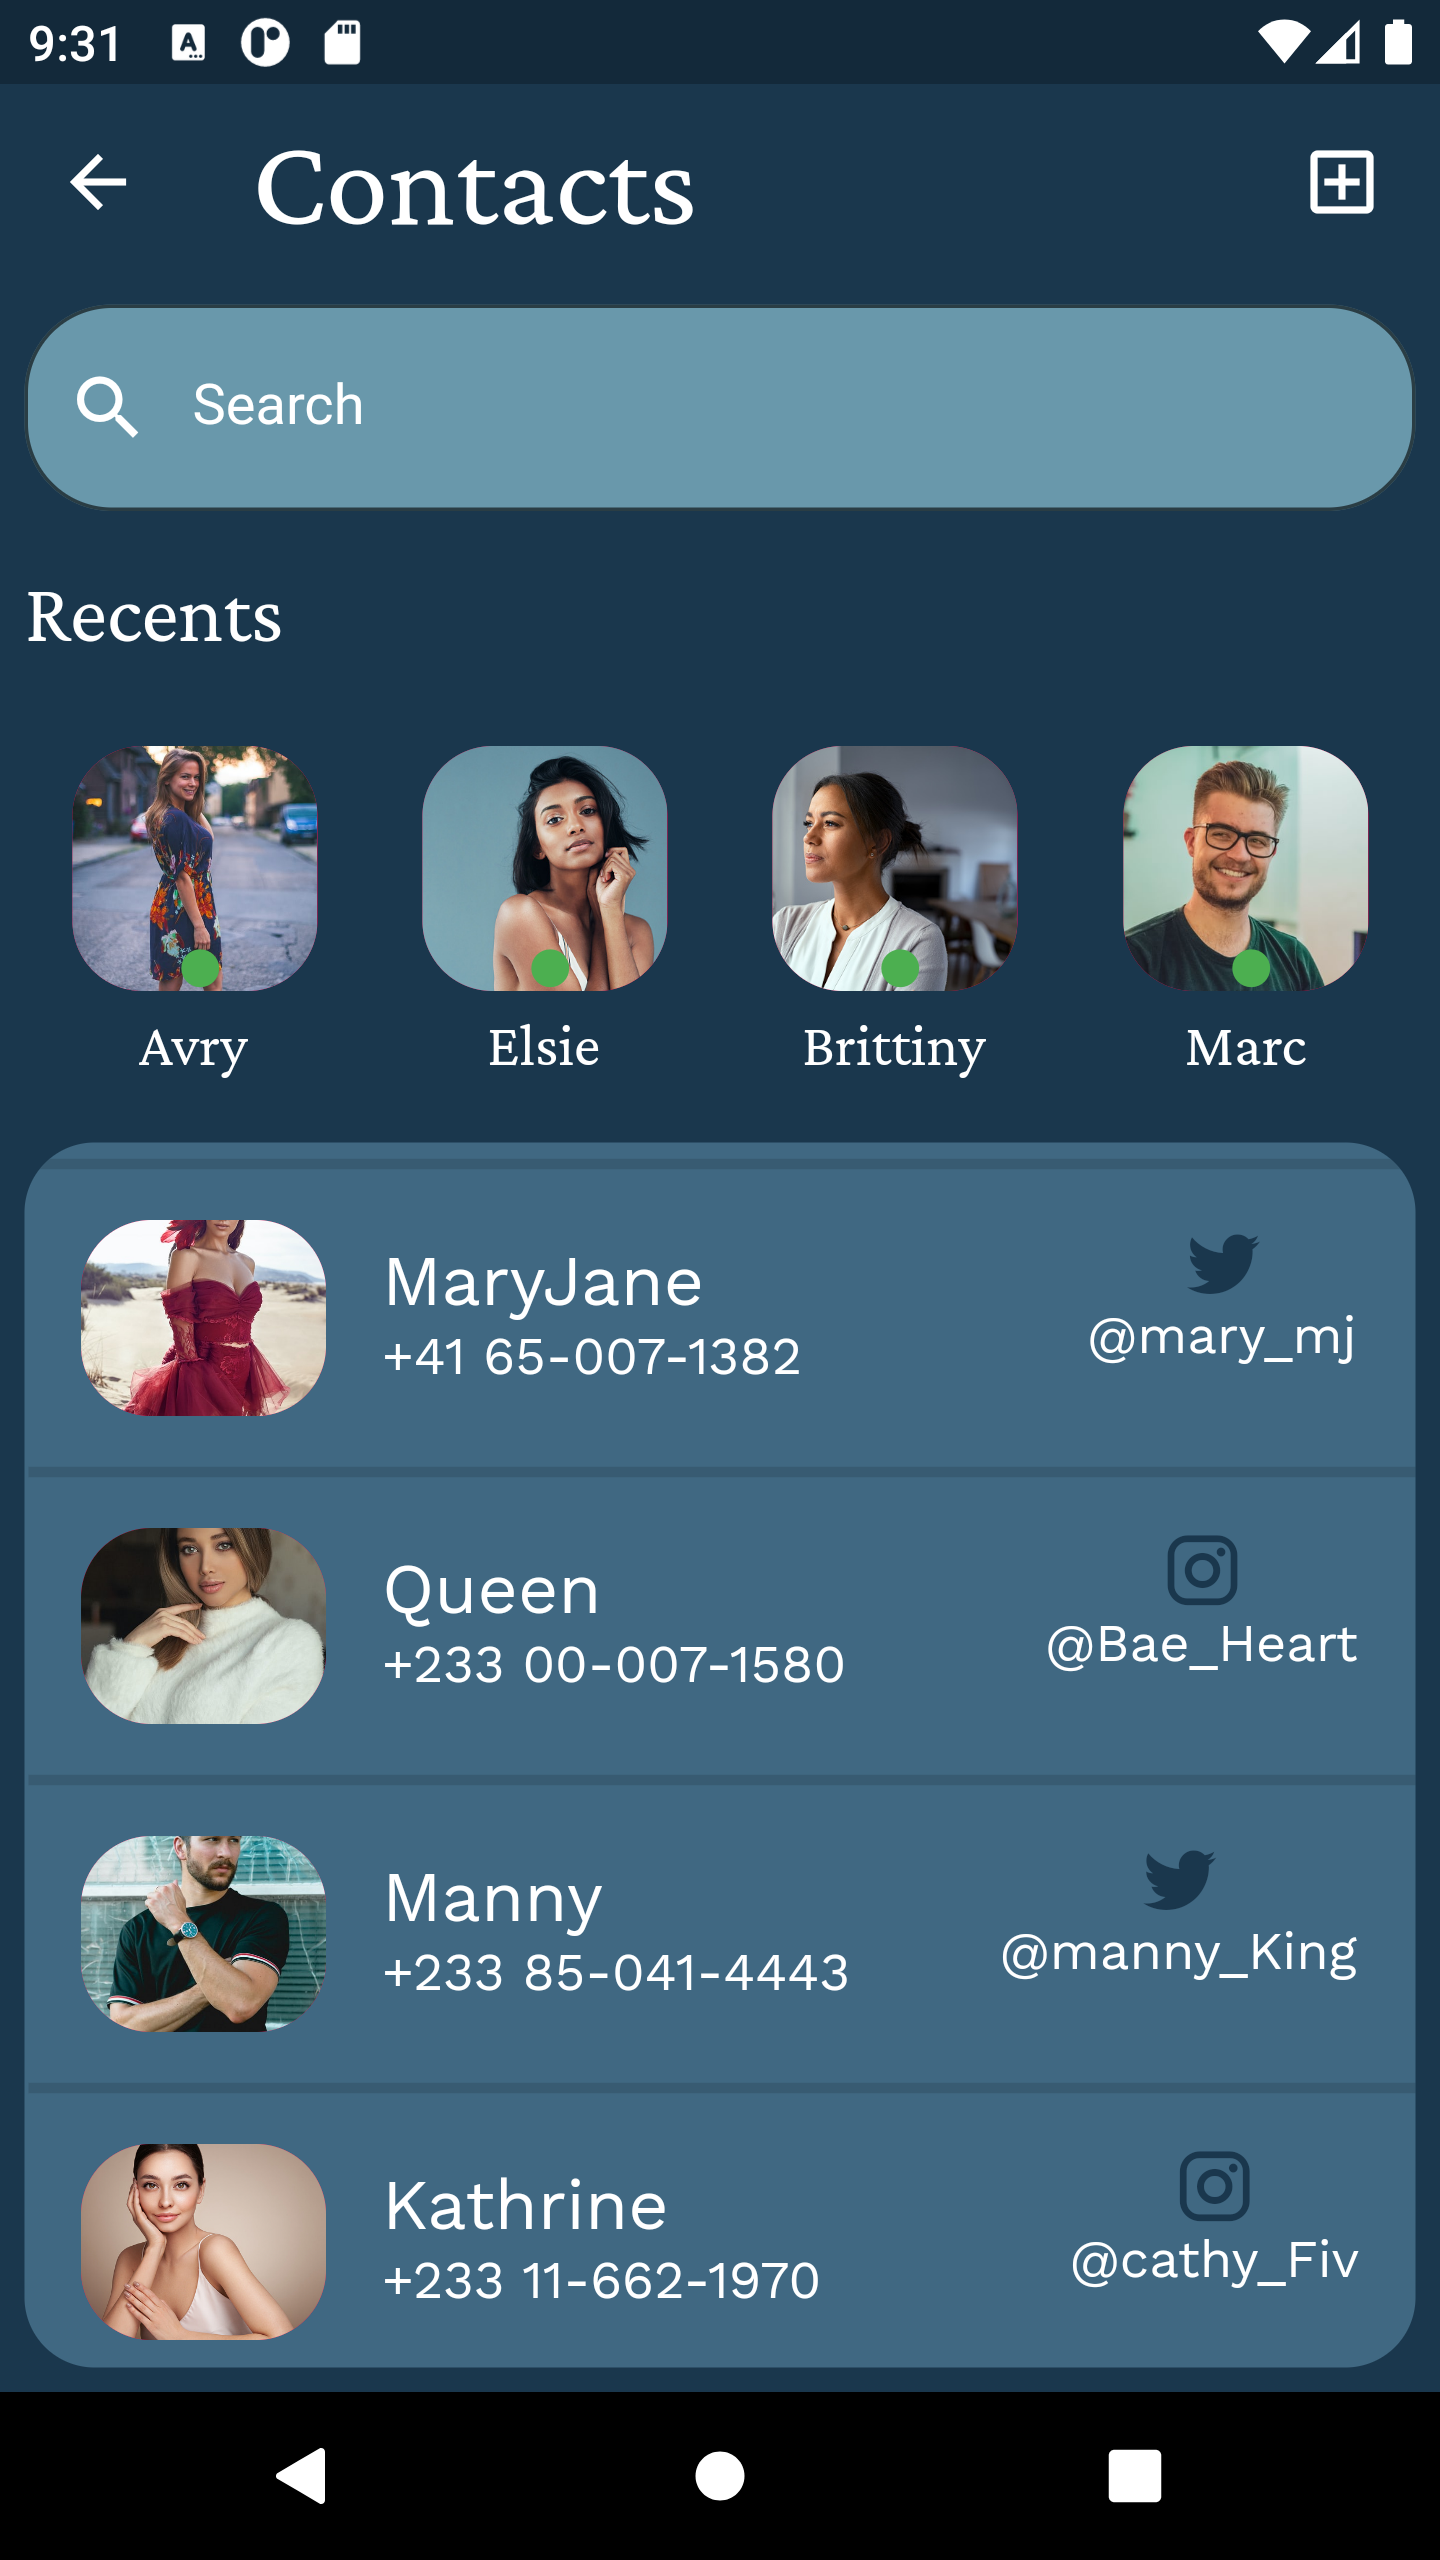 9:31
Contacts
Search
Recents
Avry
Elsie
Brittiny
Marc
MaryJane
+41 65-007-1382
@mary_mj
Queen
+233 00-007-1580
@Bae_Heart
Manny
+233 85-041-4443
@manny_King
Kathrine
+233 11-662-1970
@cathy_Fiv